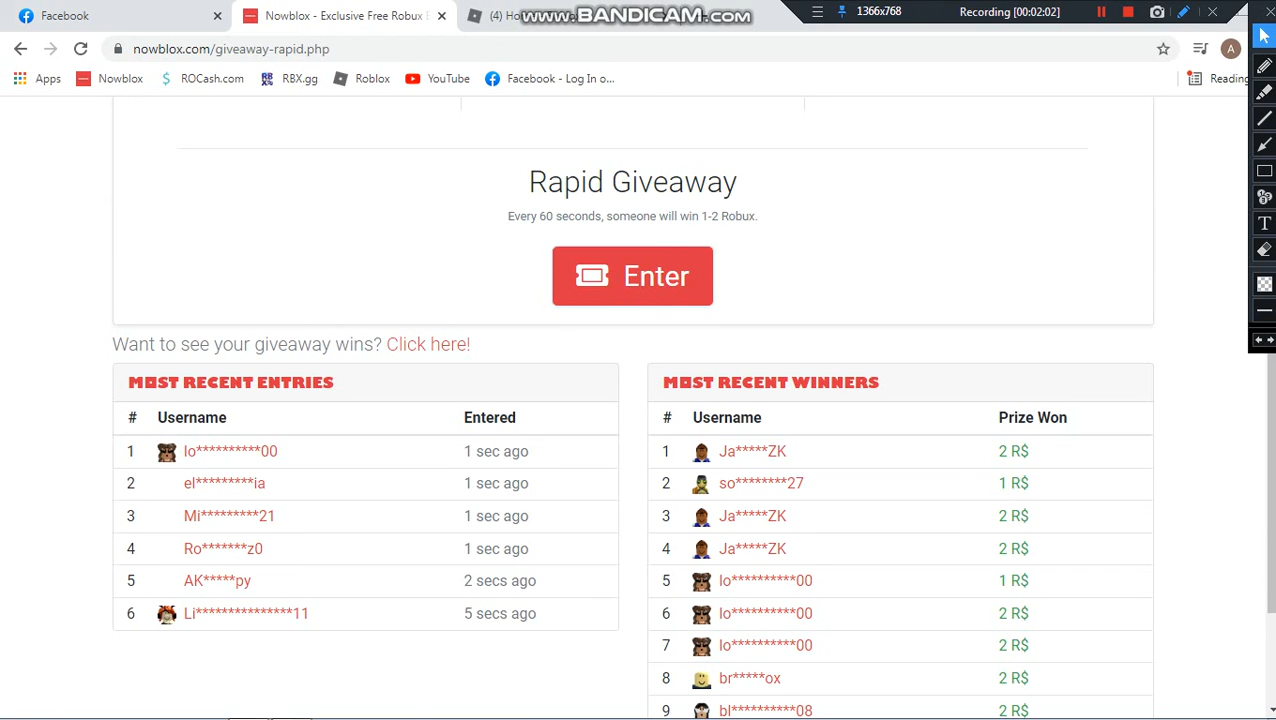 Facebook × Nowblox - Exclusive Free Robux × (4) Ho www.BANDICAM.com 1366x768 Recording [00:02:02]
nowblox.com/giveaway-rapid.php A
Apps Nowblox ROCash.com RBX.gg Roblox YouTube Facebook - Log In o... Reading
Rapid Giveaway
Every 60 seconds, someone will win 1-2 Robux.
Enter
Want to see your giveaway wins? Click here!
MOST RECENT ENTRIES
# Username Entered
1 lo**********00 1 sec ago
2 el*********ia 1 sec ago
3 Mi*********21 1 sec ago
4 Ro*******z0 1 sec ago
5 AK*****py 2 secs ago
6 Li***************11 5 secs ago
MOST RECENT WINNERS
# Username Prize Won
1 Ja*****ZK 2 R$
2 so********27 1 R$
3 Ja*****ZK 2 R$
4 Ja*****ZK 2 R$
5 lo**********00 1 R$
6 lo**********00 2 R$
7 lo**********00 2 R$
8 br*****ox 2 R$
9 bl**********08 2 R$